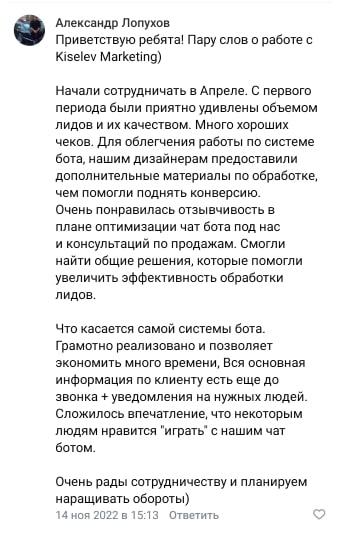 Александр Лопухов
Приветствую ребята! Пару слов о работе с
Kiselev Marketing)
Начали сотрудничать в Апреле. С первого
периода были приятно удивлены объемом
лидов и их качеством. Много хороших
чеков. Для облегчения работы по системе
бота, нашим дизайнерам предоставили
дополнительные материалы по обработке,
чем помогли поднять конверсию.
Очень понравилась отзывчивость в
плане оптимизации чат бота под нас
и консультаций по продажам. Смогли
найти общие решения, которые помогли
увеличить эффективность обработки
лидов.
Что касается самой системы бота.
Грамотно реализовано и позволяет
экономить много времени, Вся основная
информация по клиенту есть еще до
звонка + уведомления на нужных людей.
Сложилось впечатление, что некоторым
людям нравится "играть" с нашим чат
ботом.
Очень рады сотрудничеству и планируем
наращивать обороты)
14 ноя 2022 в 15:13 Ответить